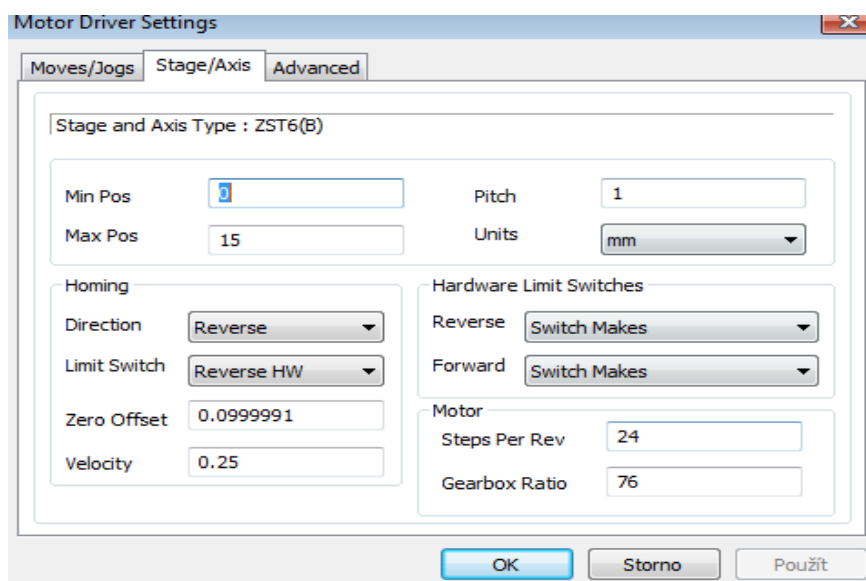 Motor Driver Settings
Moves/Jogs Stage/Axis Advanced
Stage and Axis Type : ZST6(B)
Min Pos 0 Pitch 1
Max Pos 15 Units mm
Homing Hardware Limit Switches
Direction Reverse Reverse Switch Makes
Limit Switch Reverse HW Forward Switch Makes
Zero Offset 0.0999991 Motor
Steps Per Rev 24
Velocity 0.25
Gearbox Ratio 76
OK Storno Použít